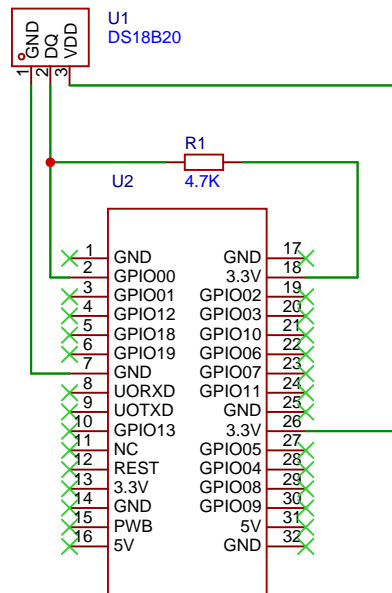 U1
DS18B20
GND
DQ
VDD
1
2
3
R1
4.7K
U2
1 GND GND 17
2 GPIO00 3.3V 18
3 GPIO01 GPIO02 19
4 GPIO12 GPIO03 20
5 GPIO18 GPIO10 21
6 GPIO19 GPIO06 22
7 GND GPIO07 23
8 UORXD GPIO11 24
9 UOTXD GND 25
10 GPIO13 3.3V 26
11 NC GPIO05 27
12 REST GPIO04 28
13 3.3V GPIO08 29
14 GND GPIO09 30
15 PWB 5V 31
16 5V GND 32